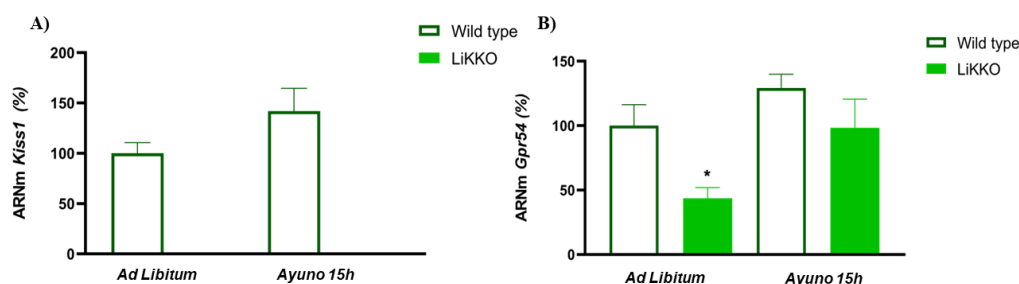 A)
Wild type
LiKKO
ARNm Kiss1 (%)
200
150
100
50
0
Ad Libitum
Ayuno 15h
B)
Wild type
LiKKO
ARNm Gpr54 (%)
150
100
50
0
*
Ad Libitum
Ayuno 15h